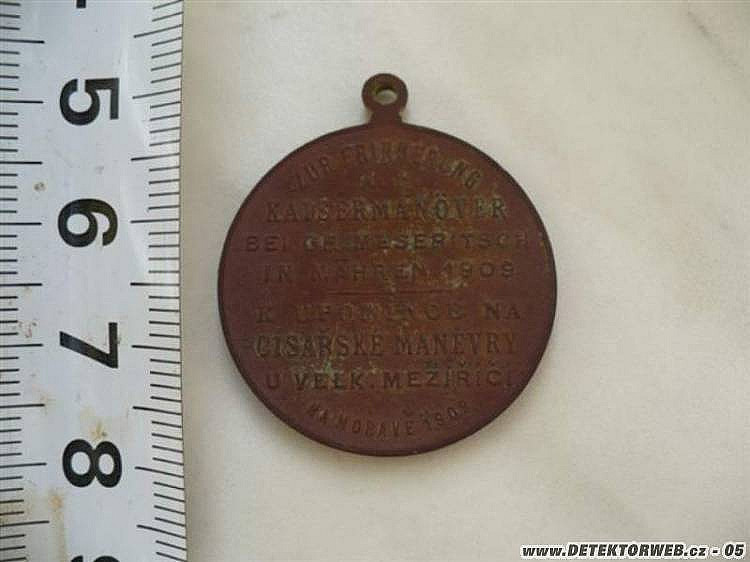 5
6
7
8
ZUR ERINNERUNG
KAISERMANÖVER
BEI GR. MESERITSCH
IN MÄHREN 1909
K UPOMÍNCE NA
CÍSAŘSKÉ MANÉVRY
U VELK. MEZIŘÍČÍ
NA MORAVĚ 1909
www.DETEKTORWEB.cz - 05